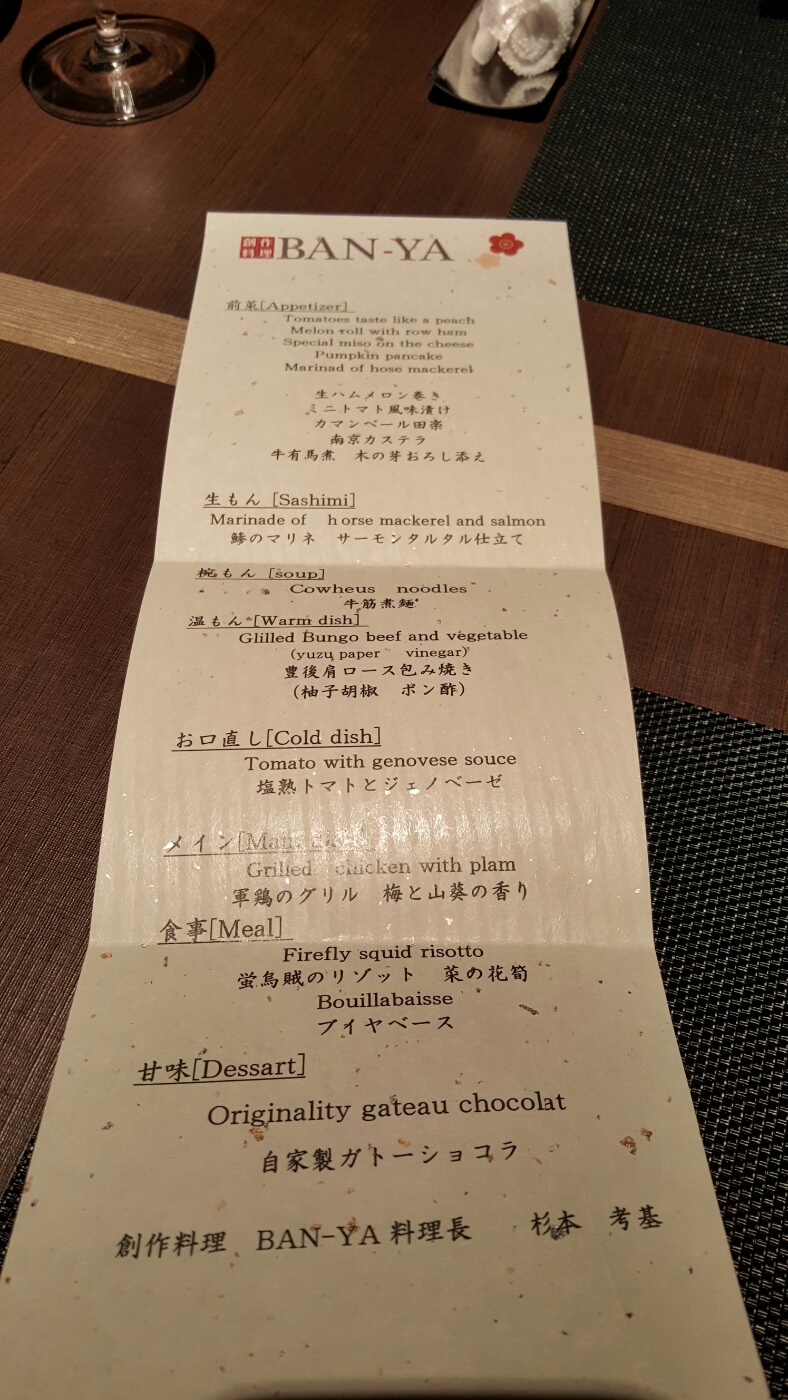 創作料理 BAN-YA
前菜[Appetizer]
Tomatoes taste like a peach
Melon roll with row ham
Special miso on the cheese
Pumpkin pancake
Marinad of hose mackerel
生ハムメロン巻き
ミニトマト風味漬け
カマンベール田楽
南京カステラ
牛有馬煮 木の芽おろし添え
生もん [Sashimi]
Marinade of horse mackerel and salmon
鯵のマリネ サーモンタルタル仕立て
椀もん [soup]
Cowheus noodles
牛筋煮麺
温もん [Warm dish]
Glilled Bungo beef and vegetable
(yuzu paper vinegar)
豊後肩ロース包み焼き
(柚子胡椒 ポン酢)
お口直し[Cold dish]
Tomato with genovese souce
塩熟トマトとジェノベーゼ
メイン[Main
Grilled chicken with plam
軍鶏のグリル 梅と山葵の香り
食事[Meal]
Firefly squid risotto
蛍烏賊のリゾット 菜の花筍
Bouillabaisse
ブイヤベース
甘味[Dessart]
Originality gateau chocolat
自家製ガトーショコラ
創作料理 BAN-YA 料理長 杉本 考基